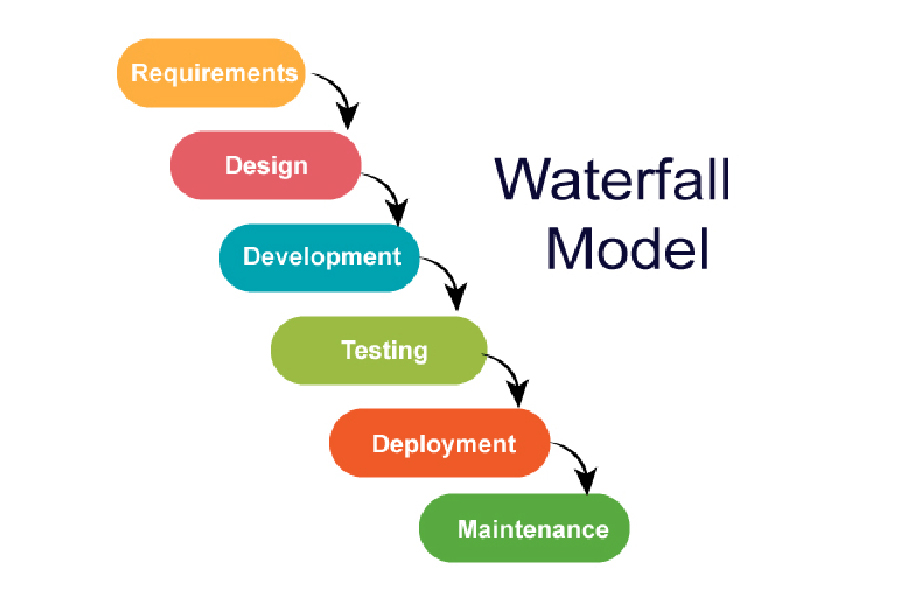 Requirements
Design
Waterfall
Model
Development
Testing
Deployment
Maintenance